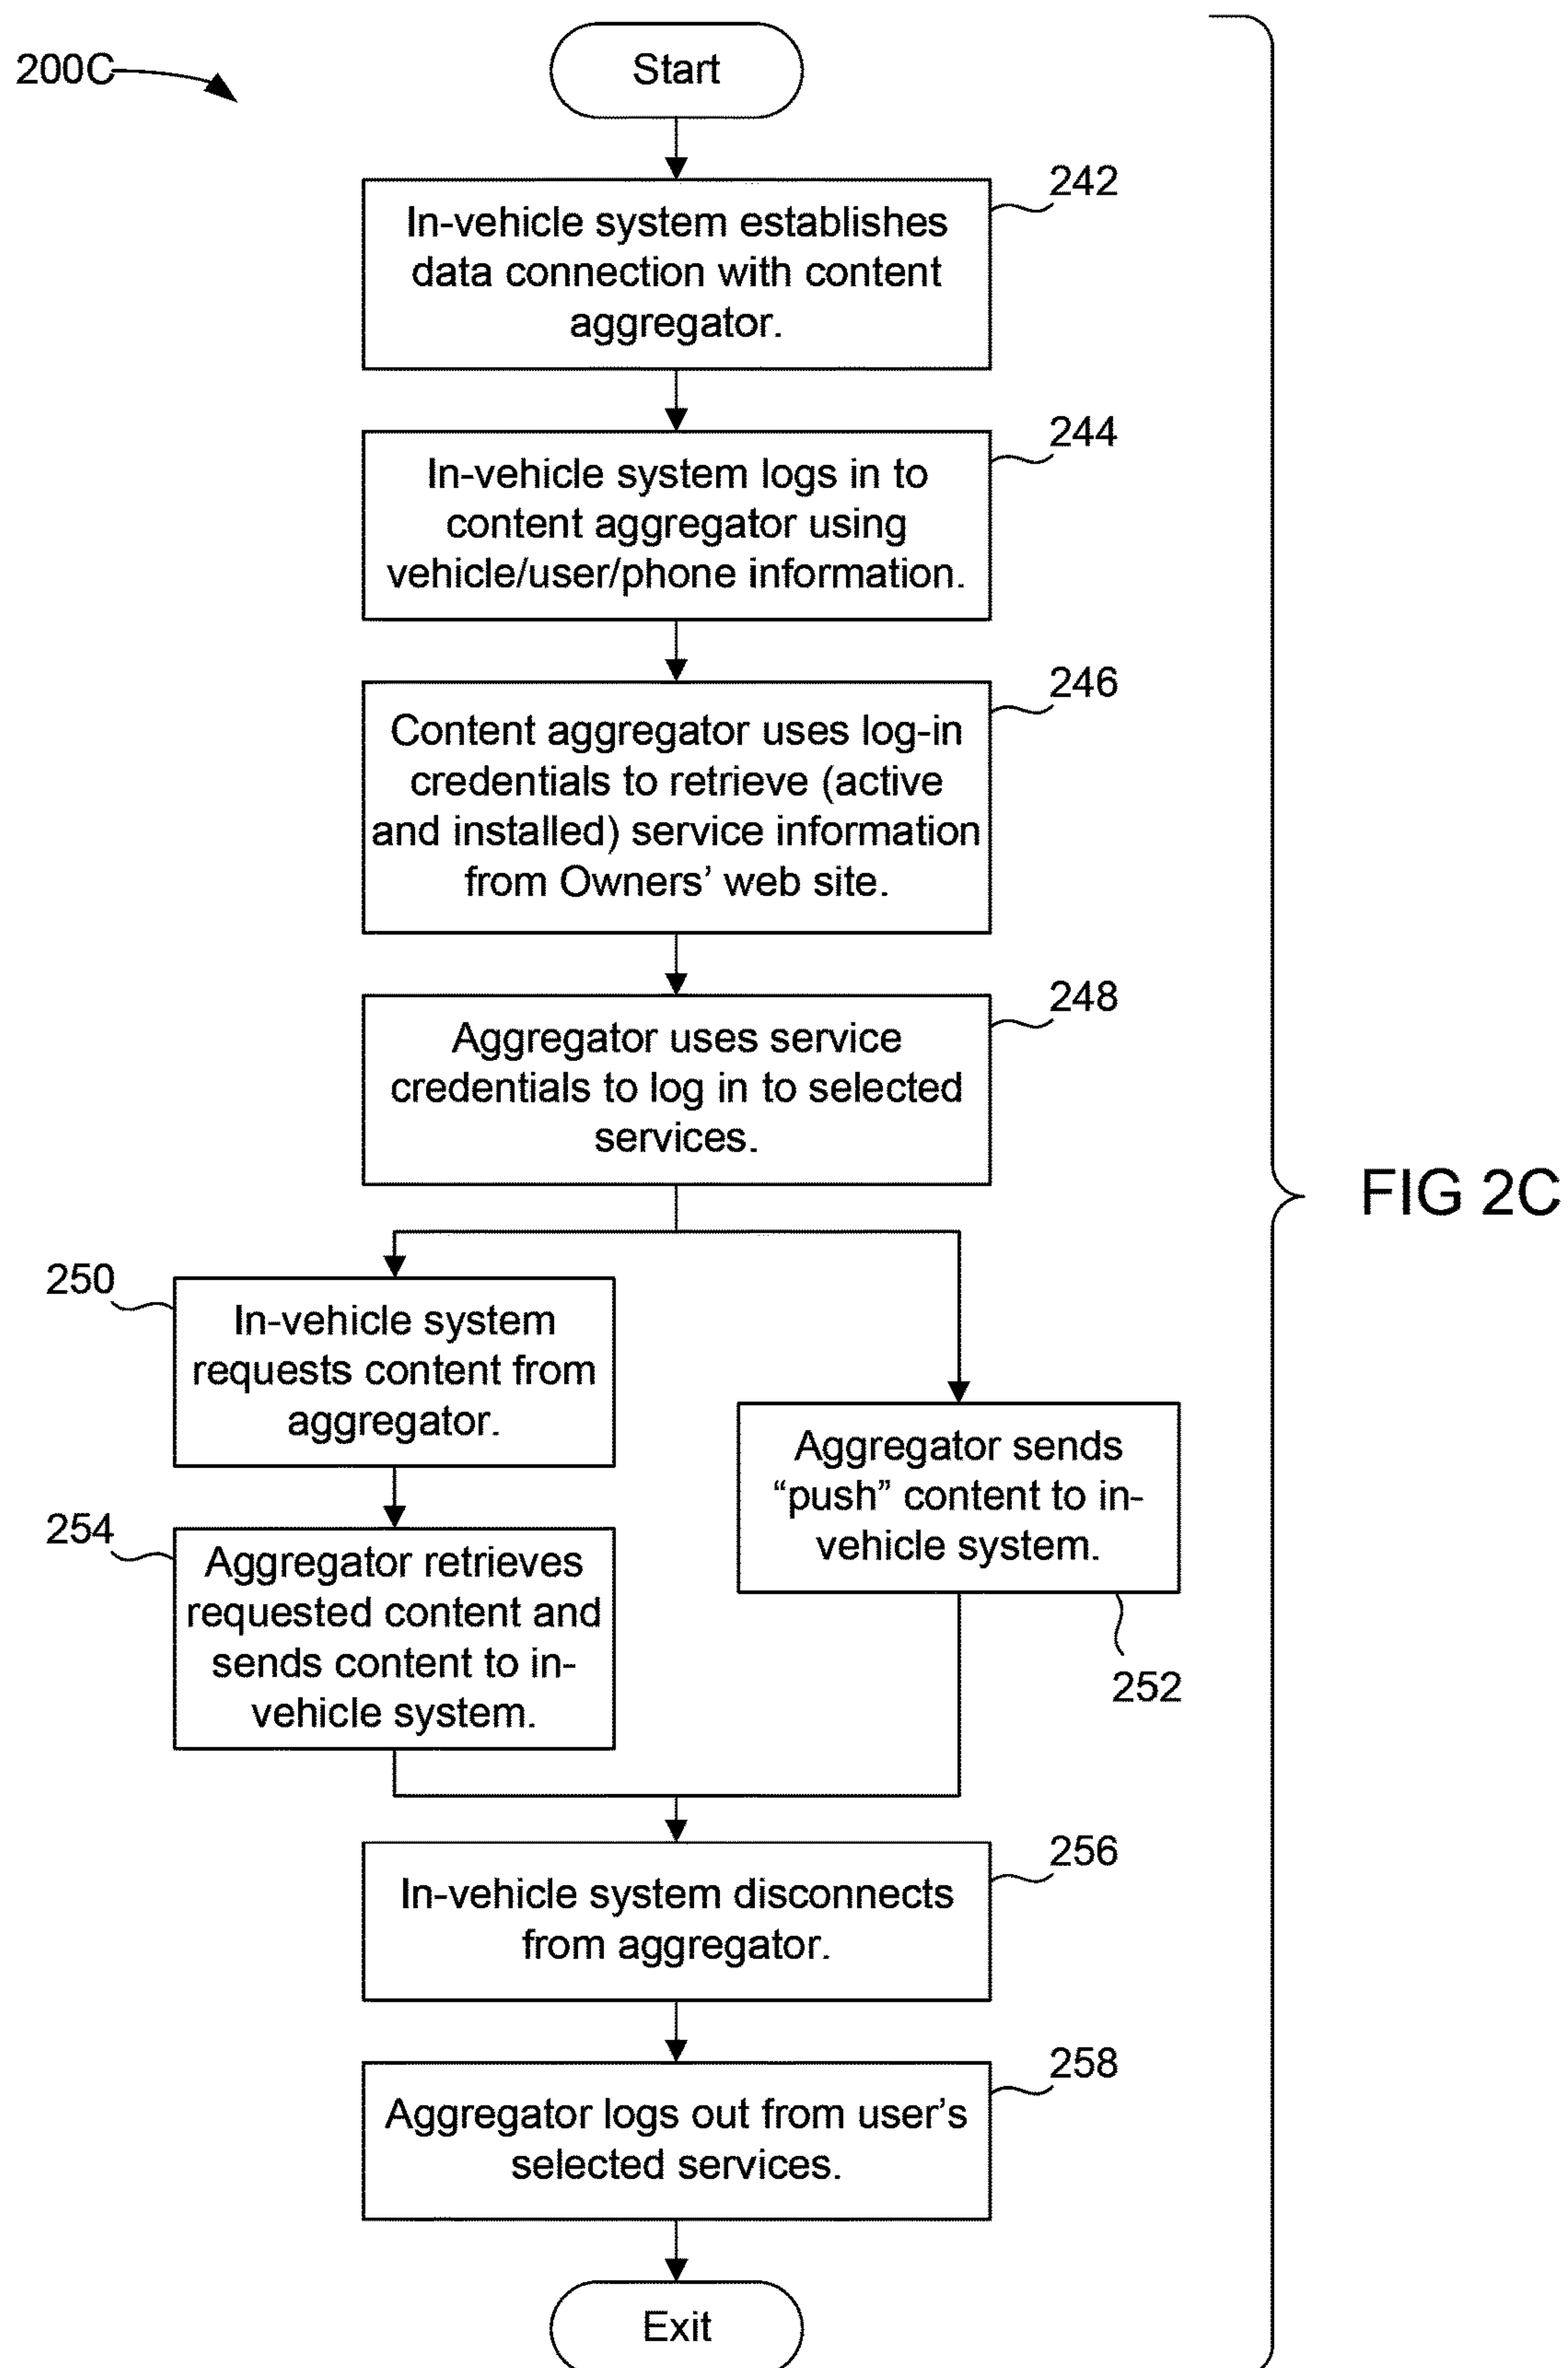 200C
Start
242
In-vehicle system establishes
data connection with content
aggregator.
244
In-vehicle system logs in to
content aggregator using
vehicle/user/phone information.
246
Content aggregator uses log-in
credentials to retrieve (active
and installed) service information
from Owners’ web site.
248
Aggregator uses service
credentials to log in to selected
services.
FIG 2C
250
In-vehicle system
requests content from
aggregator.
254
Aggregator retrieves
requested content and
sends content to in-
vehicle system.
Aggregator sends
“push” content to in-
vehicle system.
252
256
In-vehicle system disconnects
from aggregator.
258
Aggregator logs out from user’s
selected services.
Exit